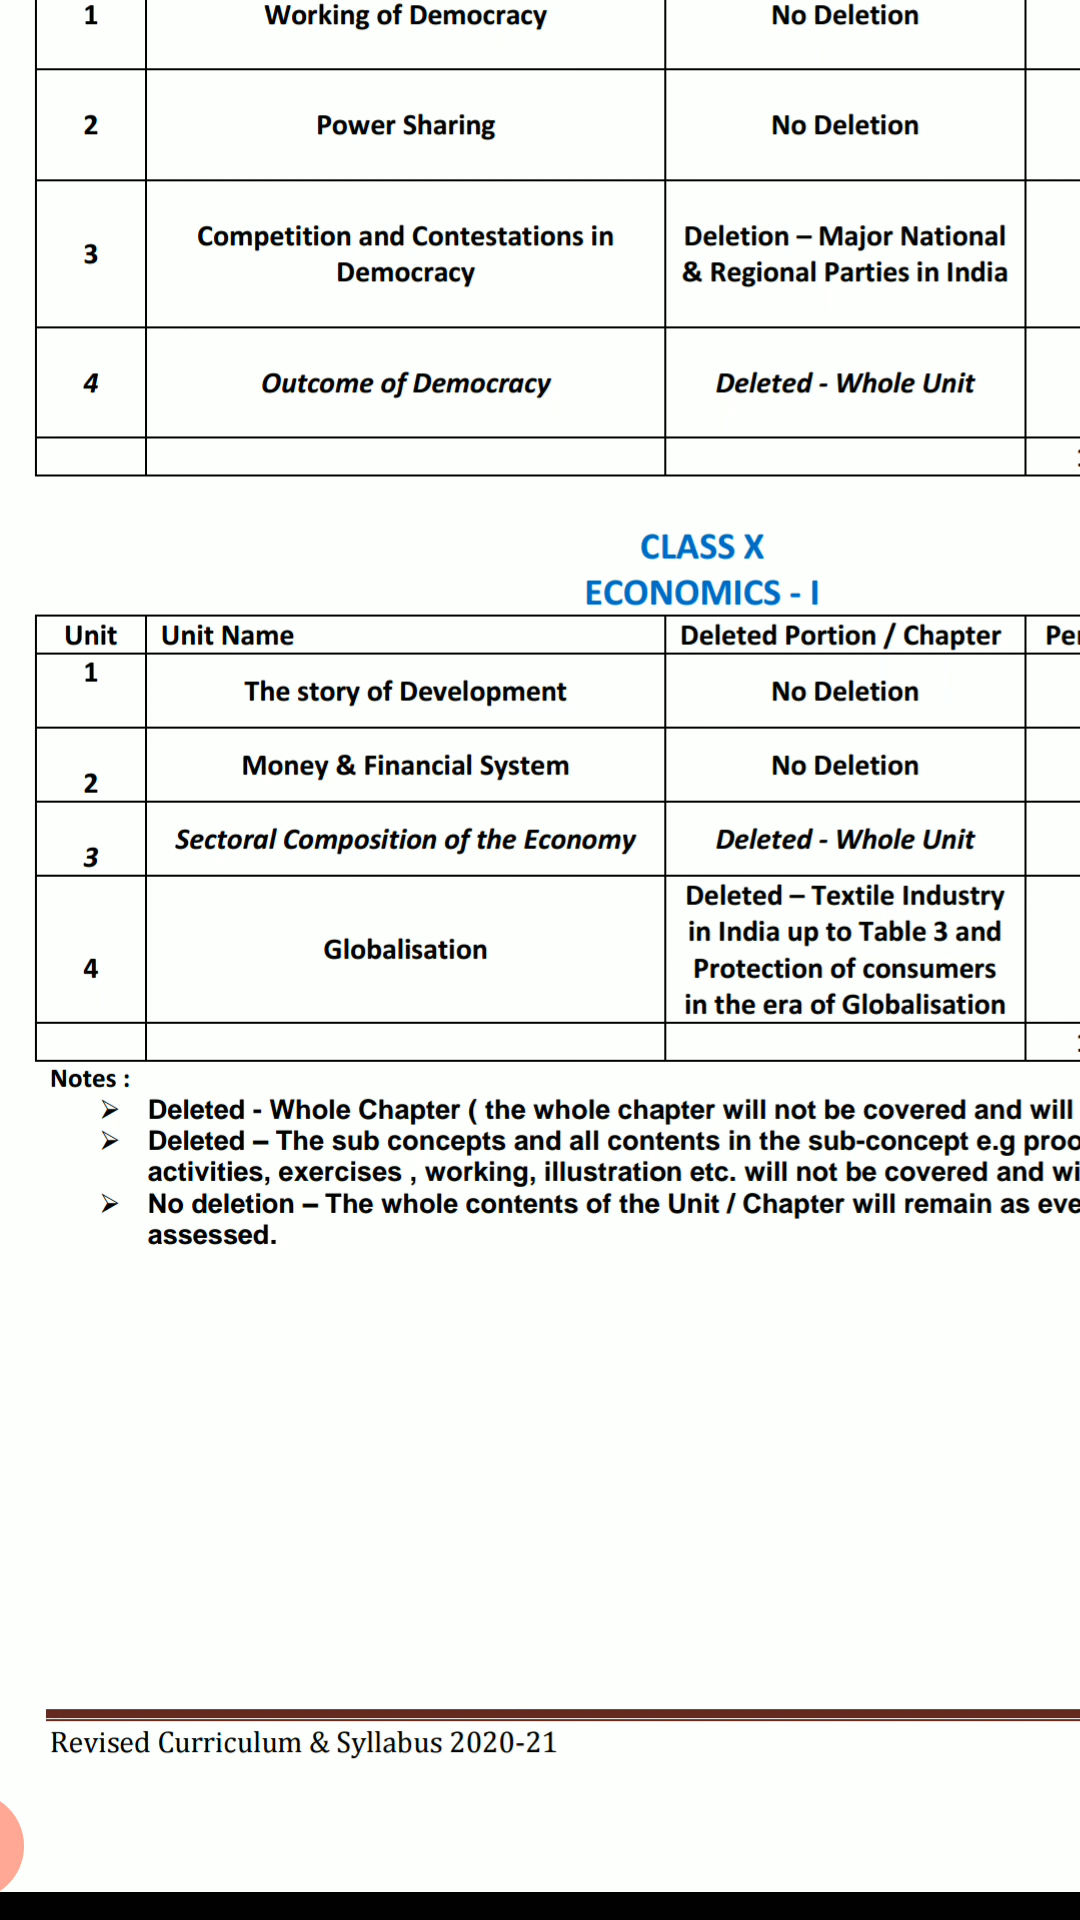 1 Working of Democracy No Deletion
2 Power Sharing No Deletion
Competition and Contestations in Deletion – Major National
3
Democracy & Regional Parties in India
4 Outcome of Democracy Deleted - Whole Unit
CLASS X
ECONOMICS - I
Unit Unit Name Deleted Portion / Chapter
1
The story of Development No Deletion
Money & Financial System No Deletion
2
Sectoral Composition of the Economy Deleted - Whole Unit
3
Deleted – Textile Industry
in India up to Table 3 and
Globalisation
4 Protection of consumers
in the era of Globalisation
Notes :
➢ Deleted - Whole Chapter ( the whole chapter will not be covered and will
➢ Deleted – The sub concepts and all contents in the sub-concept e.g
activities, exercises , working, illustration etc. will not be covered and
➢ No deletion – The whole contents of the Unit / Chapter will remain as
assessed.
Revised Curriculum & Syllabus 2020-21